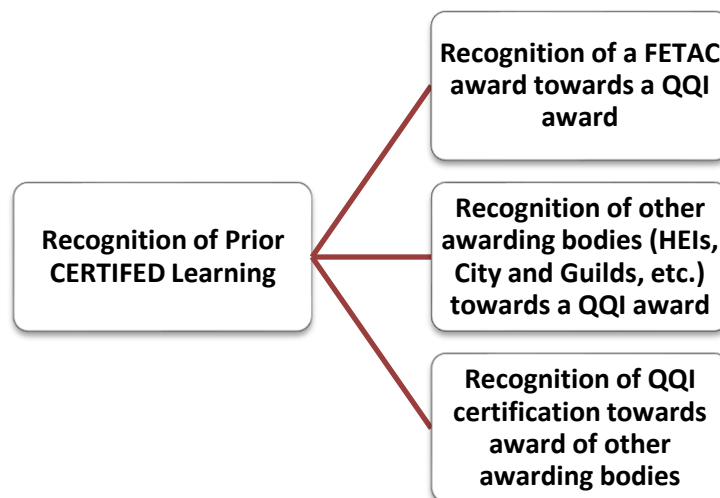 Recognition of a FETAC
award towards a QQI
award
Recognition of Prior
CERTIFED Learning
Recognition of other
awarding bodies (HEIs,
City and Guilds, etc.)
towards a QQI award
Recognition of QQI
certification towards
award of other
awarding bodies